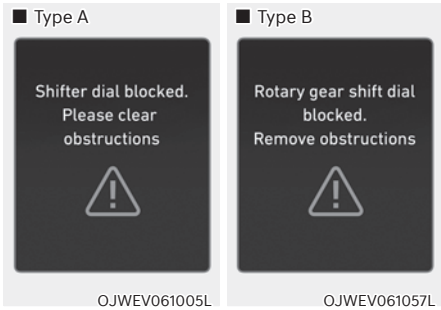 ■ Type A
Shifter dial blocked.
Please clear
obstructions
OJWEV061005L
■ Type B
Rotary gear shift dial
blocked.
Remove obstructions
OJWEV061057L